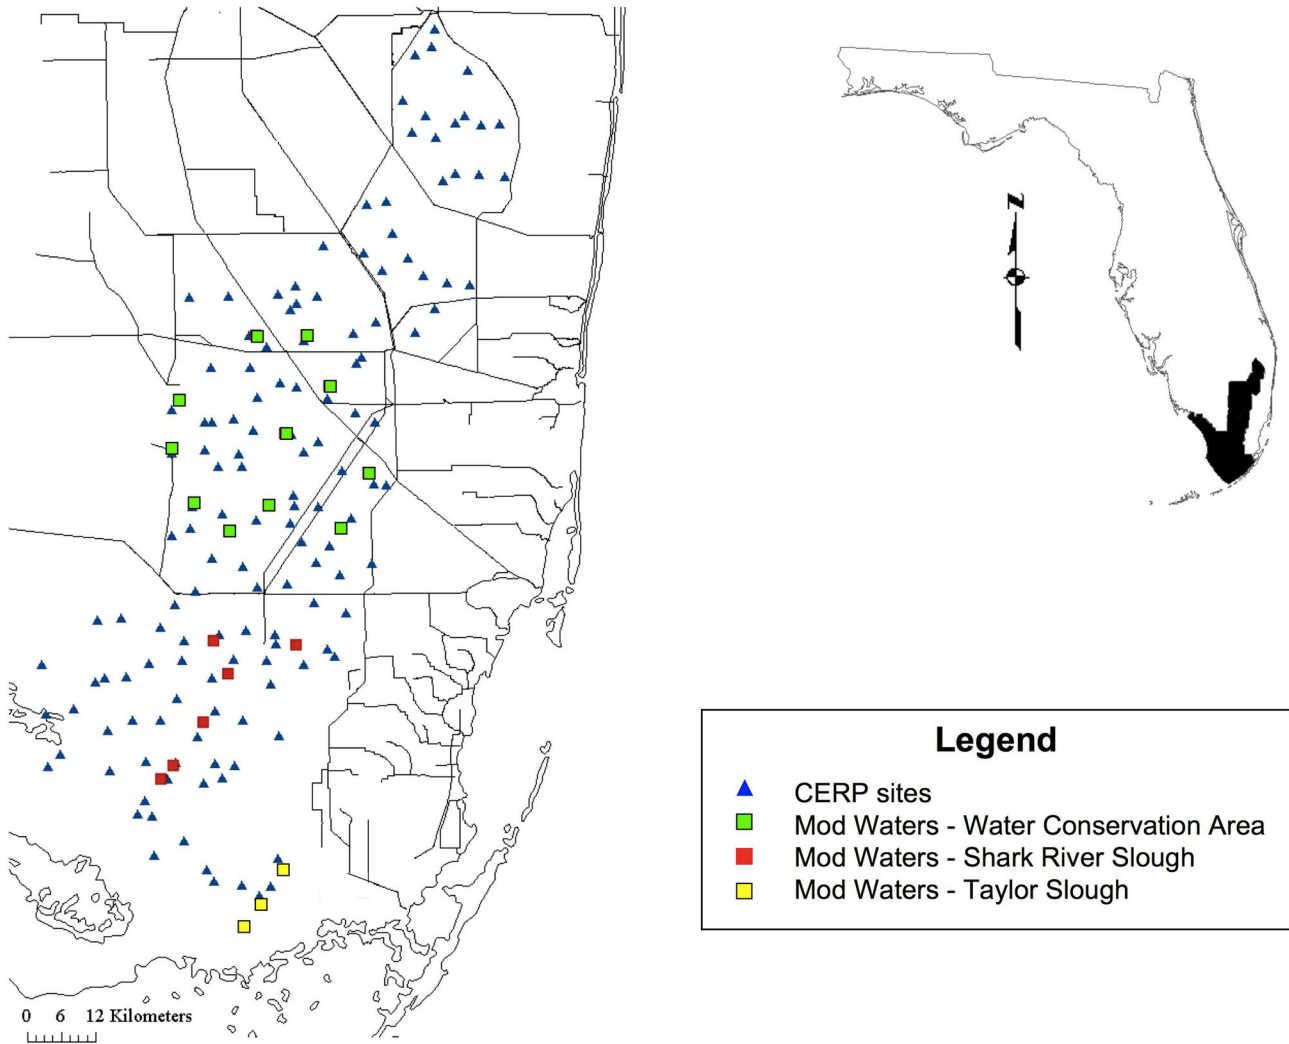 N
Legend
CERP sites
Mod Waters - Water Conservation Area
Mod Waters - Shark River Slough
Mod Waters - Taylor Slough
0 6 12 Kilometers